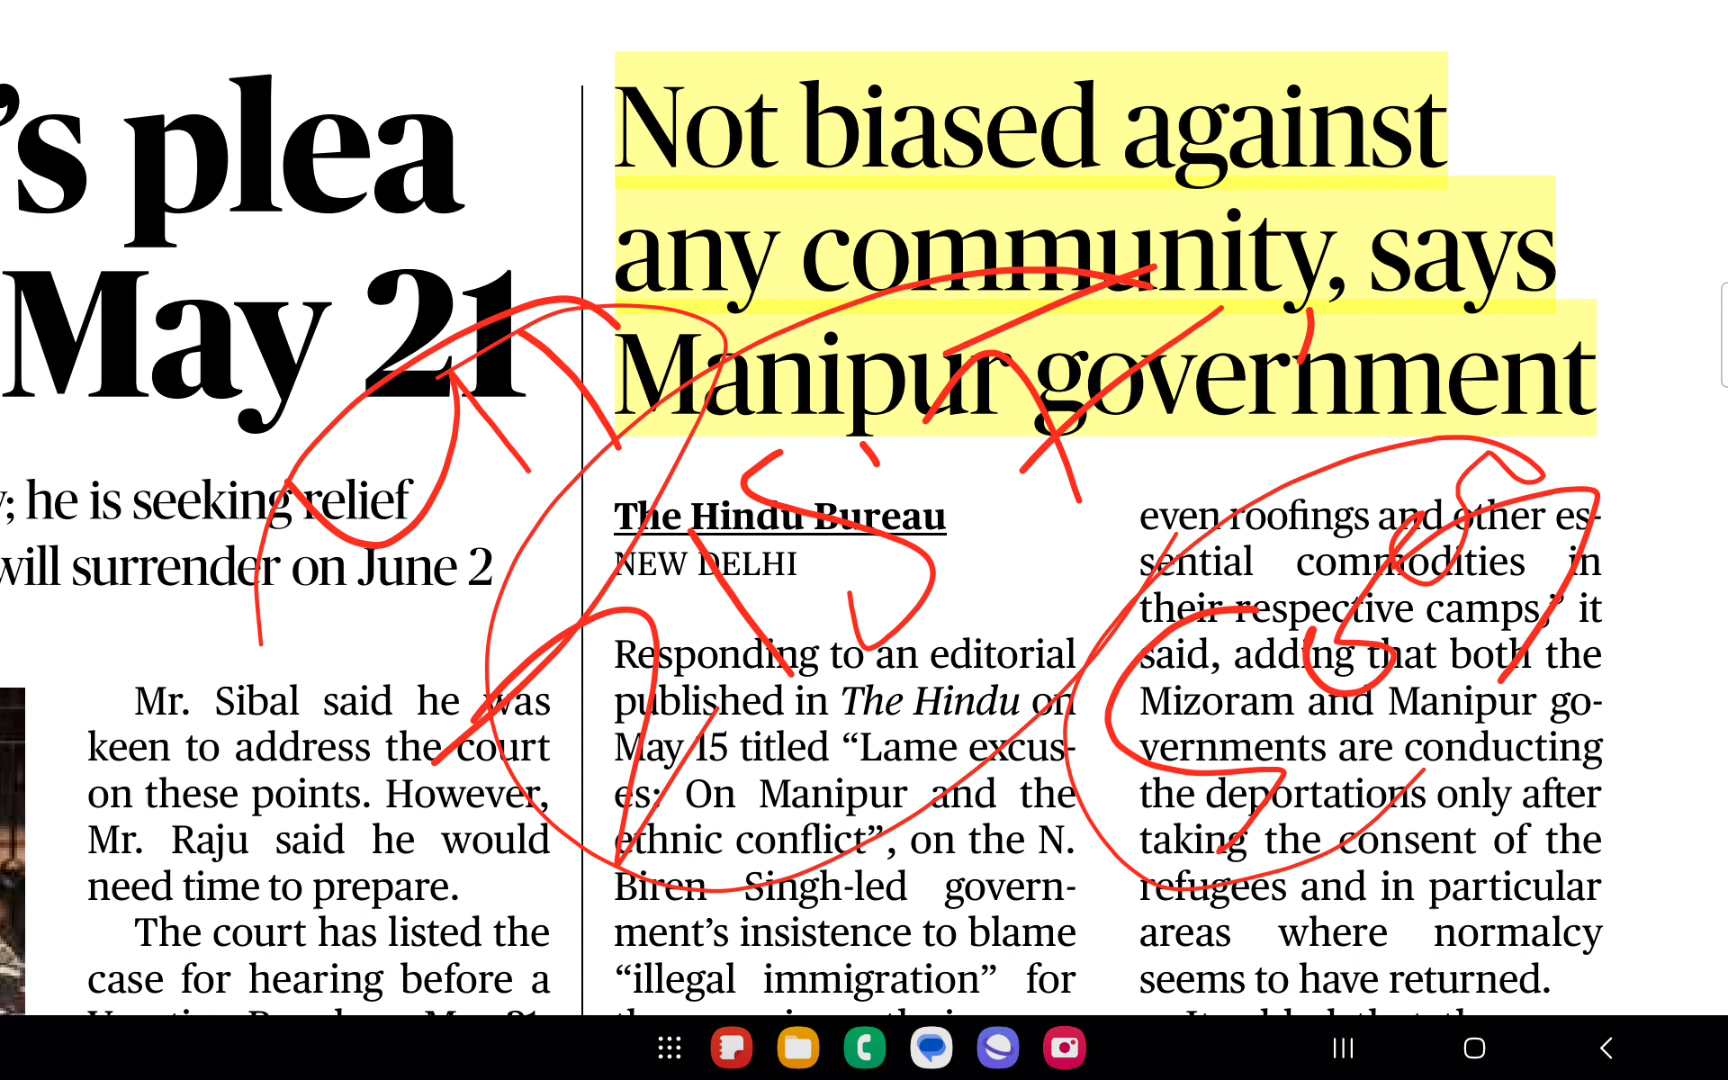 's plea
May 21
; he is seeking relief
will surrender on June 2
Mr. Sibal said he was
keen to address the court
on these points. However,
Mr. Raju said he would
need time to prepare.
The court has listed the
case for hearing before a
Not biased against
any community, says
Manipur government
The Hindu Bureau
NEW DELHI
Responding to an editorial
published in The Hindu on
May 15 titled “Lame excus-
es: On Manipur and the
ethnic conflict”, on the N.
Biren Singh-led govern-
ment’s insistence to blame
“illegal immigration” for
even roofings and other es-
sential commodities in
their respective camps,” it
said, adding that both the
Mizoram and Manipur go-
vernments are conducting
the deportations only after
taking the consent of the
refugees and in particular
areas where normalcy
seems to have returned.